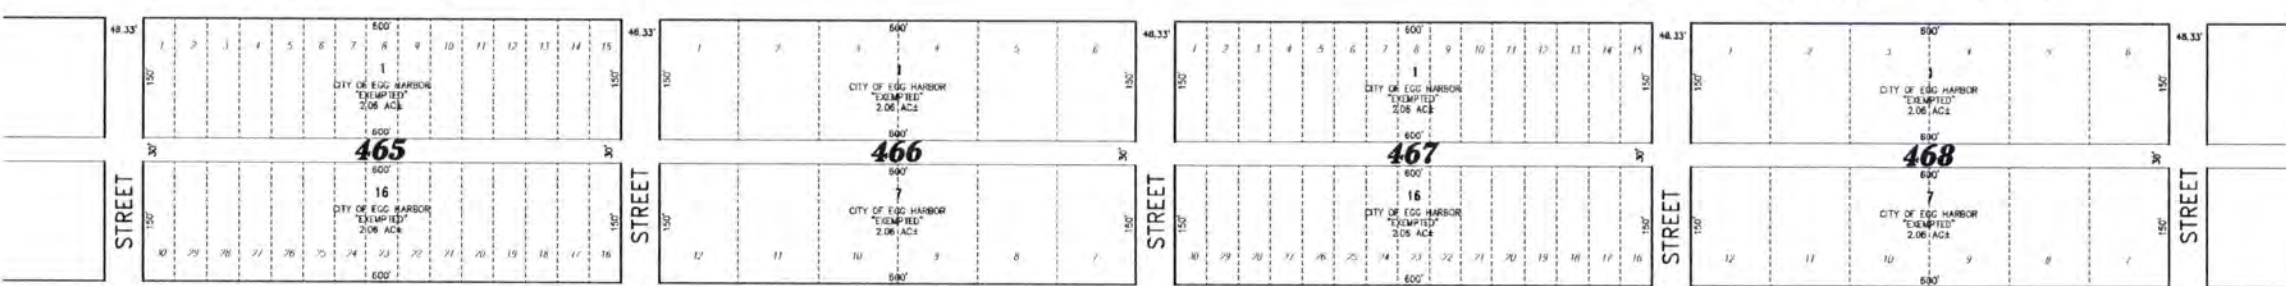 48.33'
600'
1 2 3 4 5 6 7 8 9 10 11 12 13 14 15
1
150'
CITY OF EGG HARBOR
"EXEMPTED"
2.06 AC±
150'
600'
30'
465
30'
600'
16
150'
CITY OF EGG HARBOR
"EXEMPTED"
2.06 AC±
150'
30 29 28 27 26 25 24 23 22 21 20 19 18 17 16
600'
STREET
48.33'
600'
1 2 3 4 5 6
1
150'
CITY OF EGG HARBOR
"EXEMPTED"
2.06 AC±
150'
600'
466
30'
600'
7
150'
CITY OF EGG HARBOR
"EXEMPTED"
2.06 AC±
150'
12 11 10 9 8 7
600'
STREET
48.33'
600'
1 2 3 4 5 6 7 8 9 10 11 12 13 14 15
1
150'
CITY OF EGG HARBOR
"EXEMPTED"
2.06 AC±
150'
600'
467
30'
600'
16
150'
CITY OF EGG HARBOR
"EXEMPTED"
2.06 AC±
150'
30 29 28 27 26 25 24 23 22 21 20 19 18 17 16
600'
STREET
48.33'
600'
1 2 3 4 5 6
1
150'
CITY OF EGG HARBOR
"EXEMPTED"
2.06 AC±
150'
600'
468
30'
600'
7
150'
CITY OF EGG HARBOR
"EXEMPTED"
2.06 AC±
150'
12 11 10 9 8 7
600'
STREET
48.33'
STREET